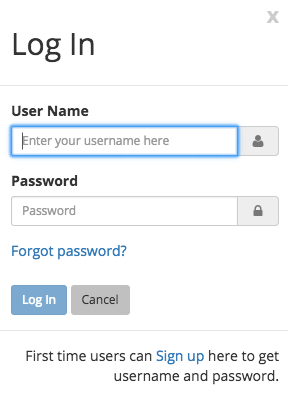 x
Log In
User Name
Enter your username here
Password
Password
Forgot password?
Log In Cancel
First time users can Sign up here to get
username and password.